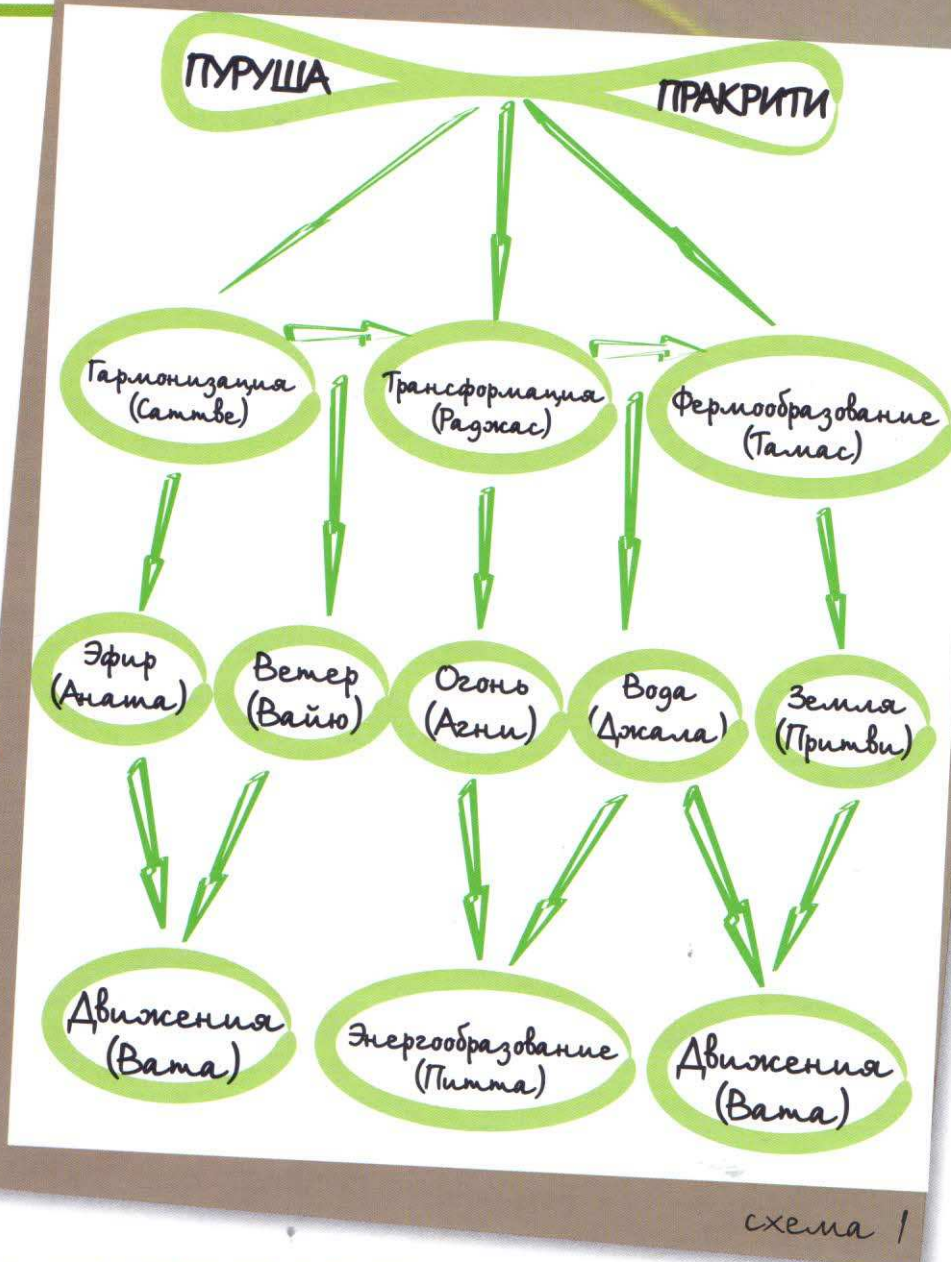 ПУРУША
ПРАКРИТИ
Гармонизация
(Саттве)
Трансформация
(Раджас)
Фермообразование
(Тамас)
Эфир
(Аната)
Ветер
(Вайю)
Огонь
(Агни)
Вода
(Джала)
Земля
(Притви)
Движения
(Вата)
Энергообразование
(Питта)
Движения
(Вата)
схема 1